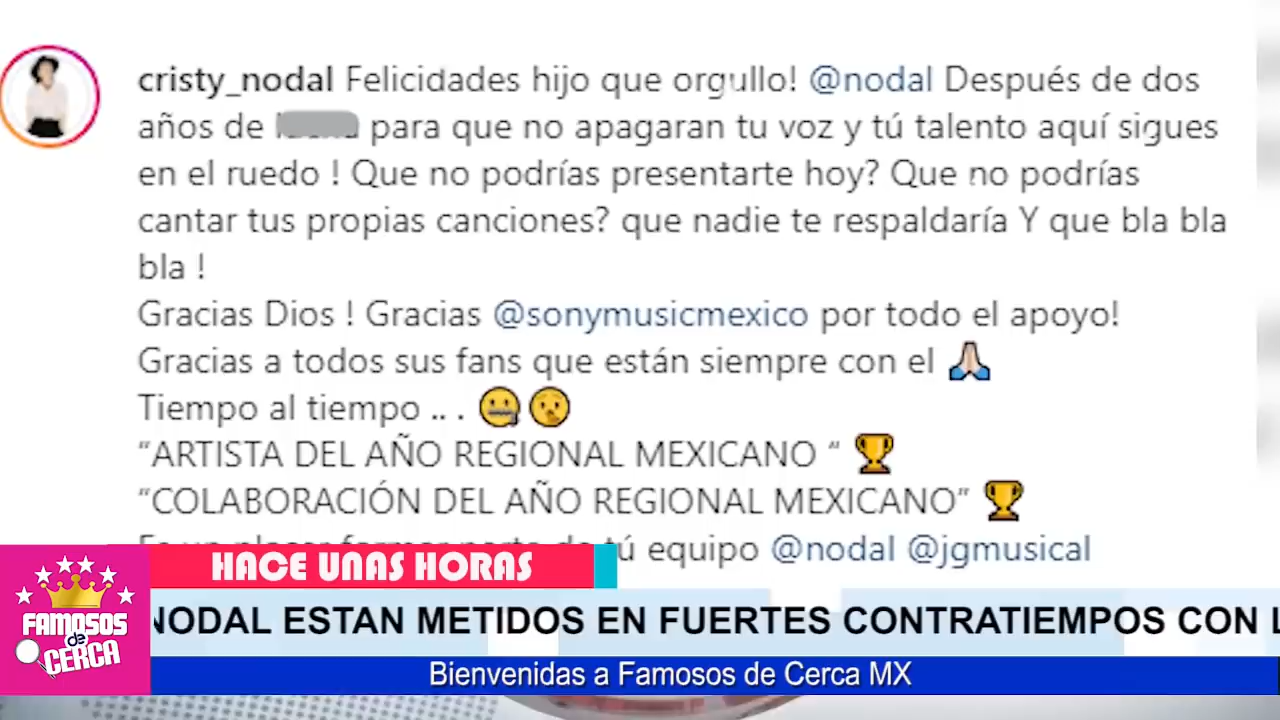 cristy_nodal Felicidades hijo que orgullo! @nodal Después de dos
años de para que no apagaran tu voz y tú talento aquí sigues
en el ruedo ! Que no podrías presentarte hoy? Que no podrías
cantar tus propias canciones? que nadie te respaldaría Y que bla bla
bla !
Gracias Dios ! Gracias @sonymusicmexico por todo el apoyo!
Gracias a todos sus fans que están siempre con el 🙏
Tiempo al tiempo .. . 🤐🤫
“ARTISTA DEL AÑO REGIONAL MEXICANO “ 🏆
“COLABORACIÓN DEL AÑO REGIONAL MEXICANO” 🏆
tú equipo @nodal @jgmusical
HACE UNAS HORAS
NODAL ESTAN METIDOS EN FUERTES CONTRATIEMPOS CON
FAMOSOS
de
CERCA
Bienvenidas a Famosos de Cerca MX